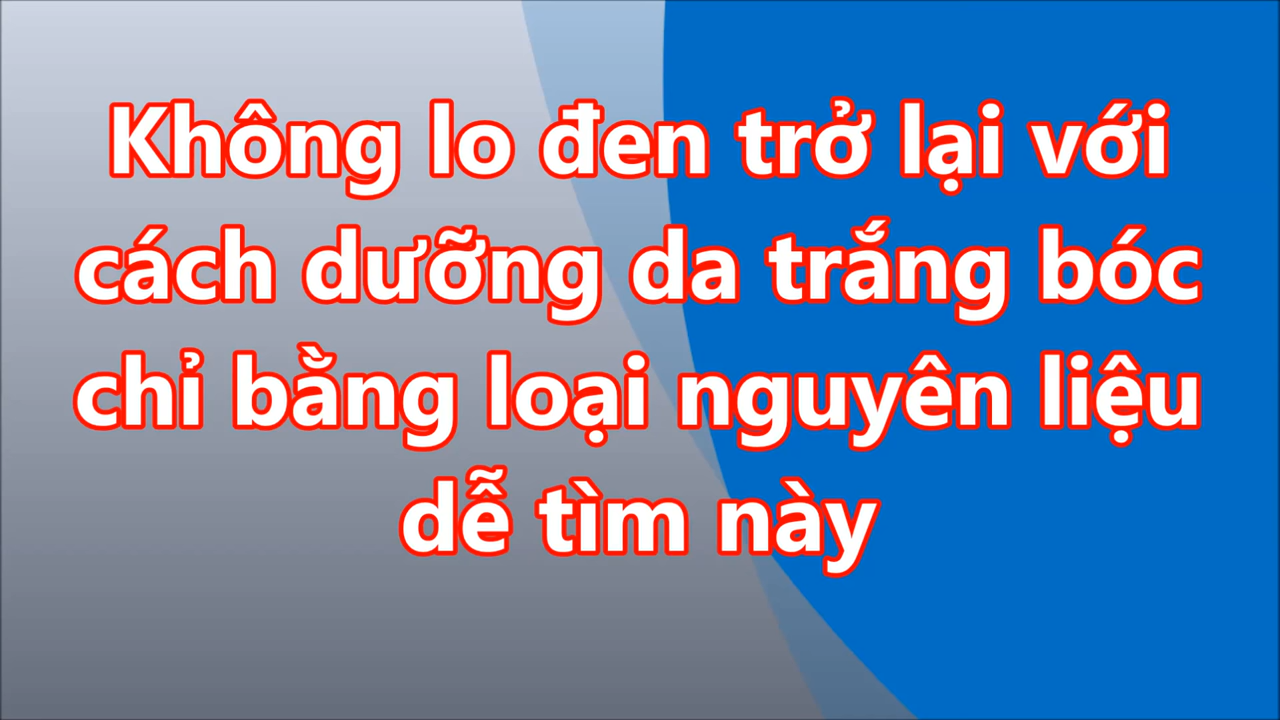 Không lo đen trở lại với
cách dưỡng da trắng bóc
chỉ bằng loại nguyên liệu
dễ tìm này